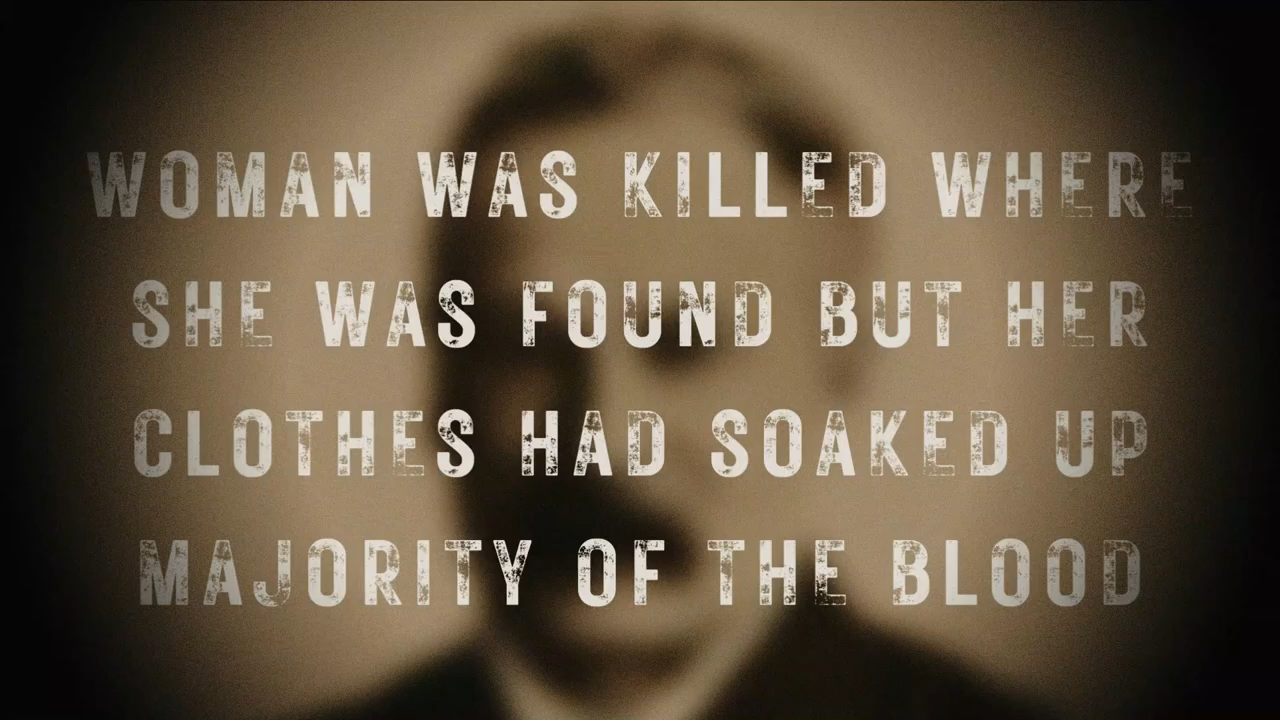 WOMAN WAS KILLED WHERE
SHE WAS FOUND BUT HER
CLOTHES HAD SOAKED UP
MAJORITY OF THE BLOOD